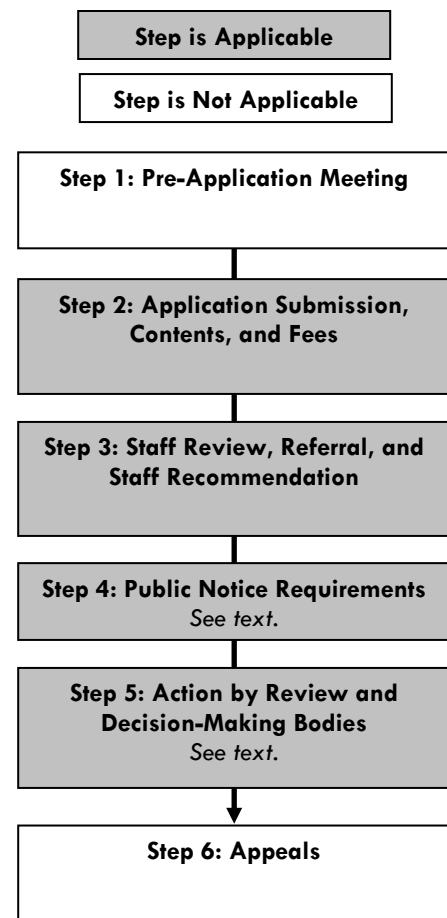 Step is Applicable
Step is Not Applicable
Step 1: Pre-Application Meeting
Step 2: Application Submission,
Contents, and Fees
Step 3: Staff Review, Referral, and
Staff Recommendation
Step 4: Public Notice Requirements
See text.
Step 5: Action by Review and
Decision-Making Bodies
See text.
Step 6: Appeals